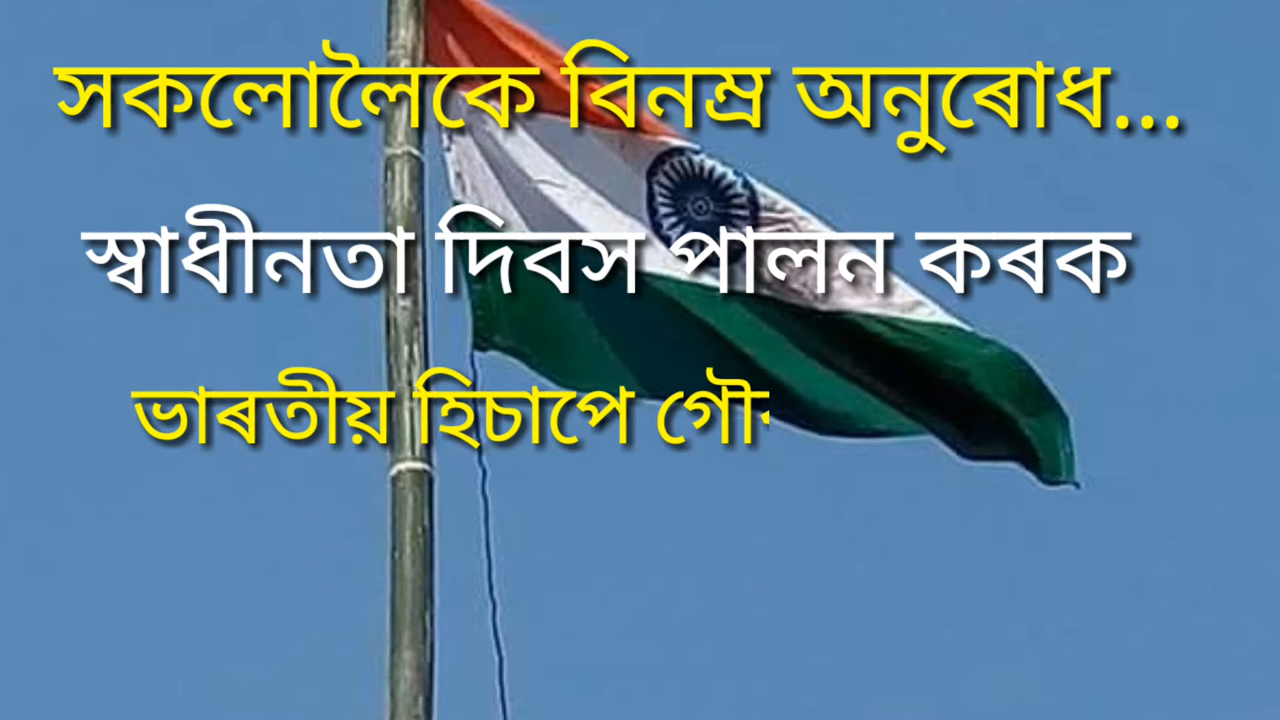 সকলোলৈকে বিনম্ৰ অনুৰোধ...
স্বাধীনতা দিবস পালন কৰক
ভাৰতীয় হিচাপে